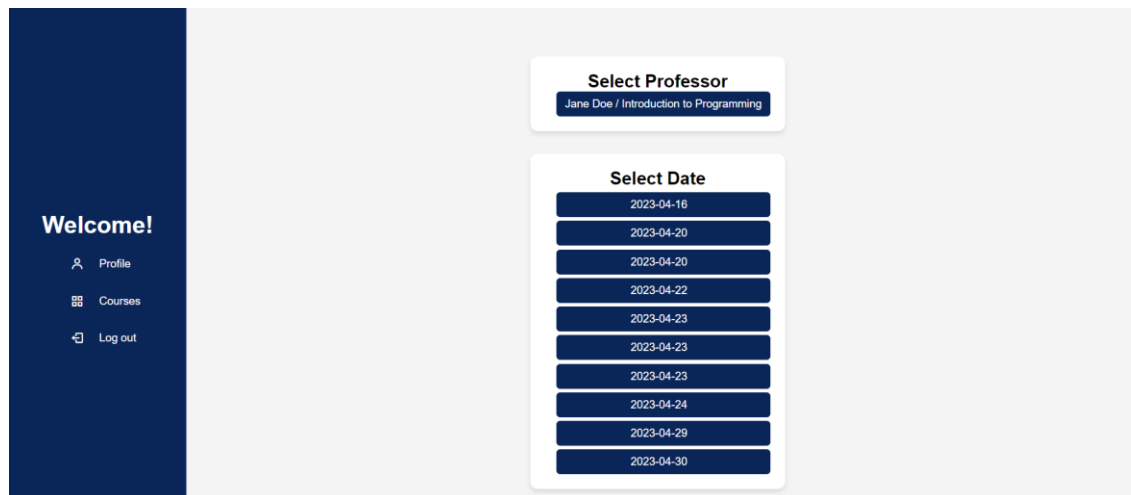 Welcome!
Profile
Courses
Log out
Select Professor
Jane Doe / Introduction to Programming
Select Date
2023-04-16
2023-04-20
2023-04-20
2023-04-22
2023-04-23
2023-04-23
2023-04-23
2023-04-24
2023-04-29
2023-04-30